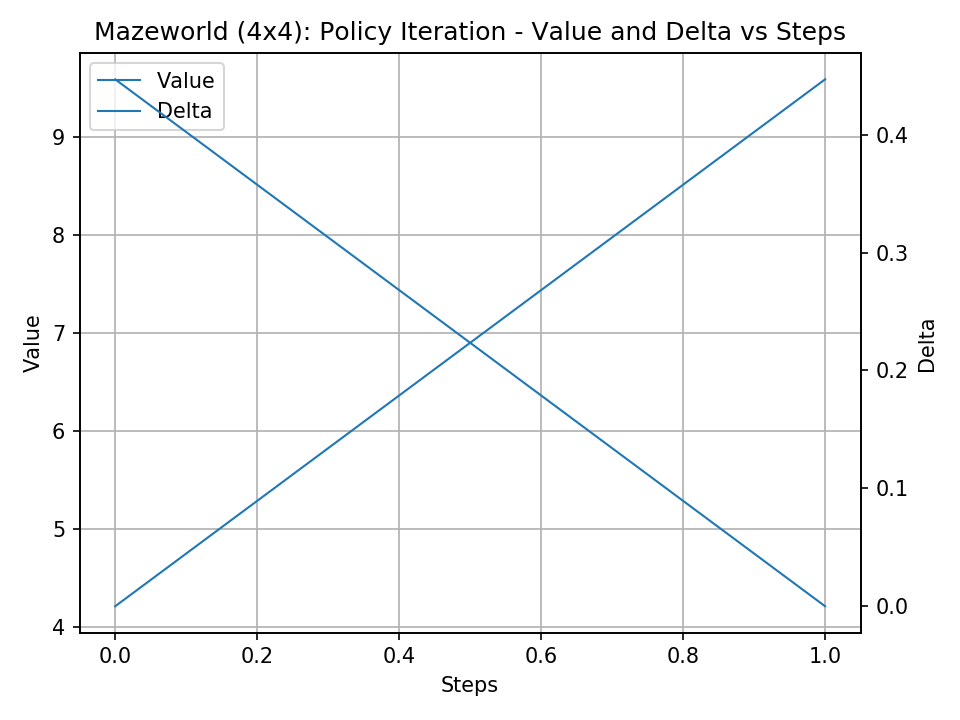 Mazeworld (4x4): Policy Iteration - Value and Delta vs Steps
Value
Delta
9
8
7
6
5
4
Value
0.4
0.3
0.2
0.1
0.0
Delta
0.0 0.2 0.4 0.6 0.8 1.0
Steps